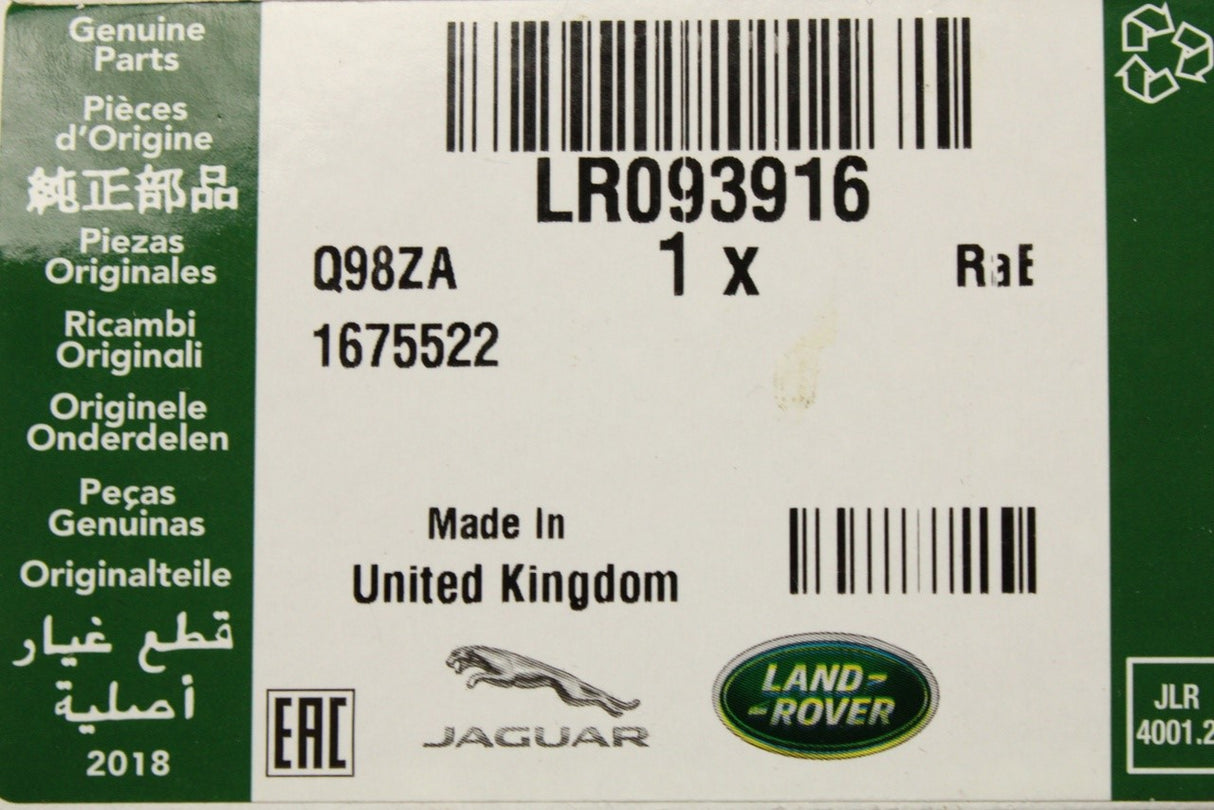 Genuine
Parts
Pièces
d'Origine
純正部品
Piezas
Originales
Ricambi
Originali
Originele
Onderdelen
Peças
Genuinas
Originalteile
قطع غيار
أصلية
2018
LR093916
Q98ZA
1 x
RaE
1675522
Made In
United Kingdom
EAC
JAGUAR
LAND-
-ROVER
JLR
4001.2